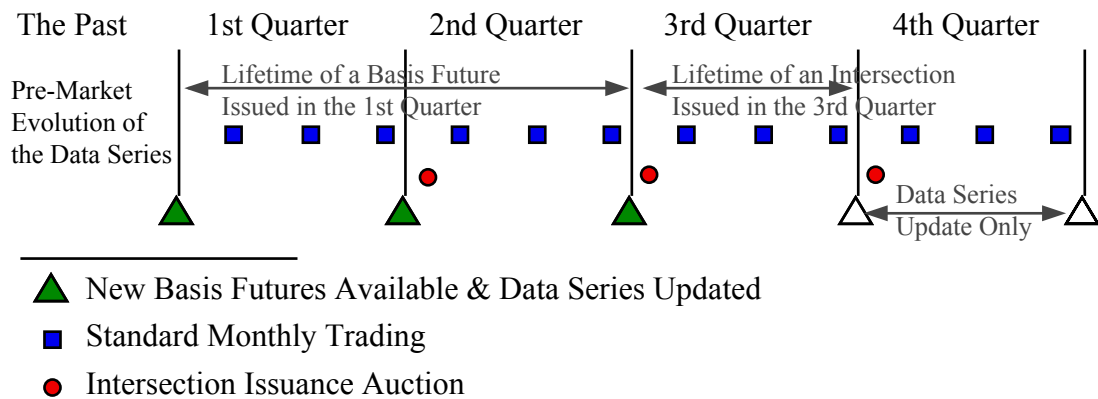 The Past
1st Quarter
2nd Quarter
3rd Quarter
4th Quarter
Pre-Market
Evolution of
the Data Series
Lifetime of a Basis Future
Issued in the 1st Quarter
Lifetime of an Intersection
Issued in the 3rd Quarter
Data Series
Update Only
New Basis Futures Available & Data Series Updated
Standard Monthly Trading
Intersection Issuance Auction